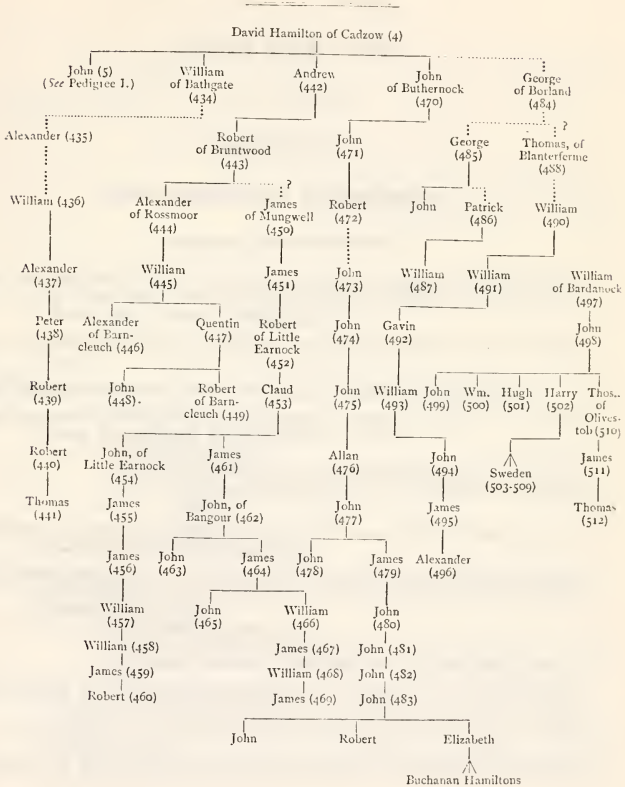 David Hamilton of Cadzow (4)
John (5)
(See Pedigree I.)
William
of Bathgate
(434)
Andrew
(442)
John
of Buthernock
(470)
George
of Borland
(484)
Alexander (435)
Robert
of Bruntwood
(443)
John
(471)
George
(485)
?
Thomas, of
Blanterferme
(488)
William (436)
Alexander
of Rossmoor
(444)
?
James
of Mungwell
(450)
Robert
(472)
John
Patrick
(486)
William
(490)
Alexander
(437)
William
(445)
James
(451)
John
(473)
William
(487)
William
(491)
William
of Bardanock
(497)
Peter
(438)
Alexander
of Barn-
cleuch (446)
Quentin
(447)
Robert
of Little
Earnock
(452)
John
(474)
Gavin
(492)
John
(498)
Robert
(439)
John
(448)
Robert
of Barn-
cleuch (449)
Claud
(453)
John
(475)
William
(493)
John
(499)
Wm.
(500)
Hugh
(501)
Harry
(502)
Thos..
of
Olives-
tob (510)
Robert
(440)
John, of
Little Earnock
(454)
James
(461)
Allan
(476)
John
(494)
Sweden
(503-509)
James
(511)
Thomas
(441)
James
(455)
John, of
Bangour (462)
John
(477)
James
(495)
Thomas
(512)
James
(456)
John
(463)
James
(464)
John
(478)
James
(479)
Alexander
(496)
William
(457)
John
(465)
William
(466)
John
(480)
William (458)
James (467)
John (481)
James (459)
William (468)
John (482)
Robert (460)
James (469)
John (483)
John
Robert
Elizabeth
Buchanan Hamiltons